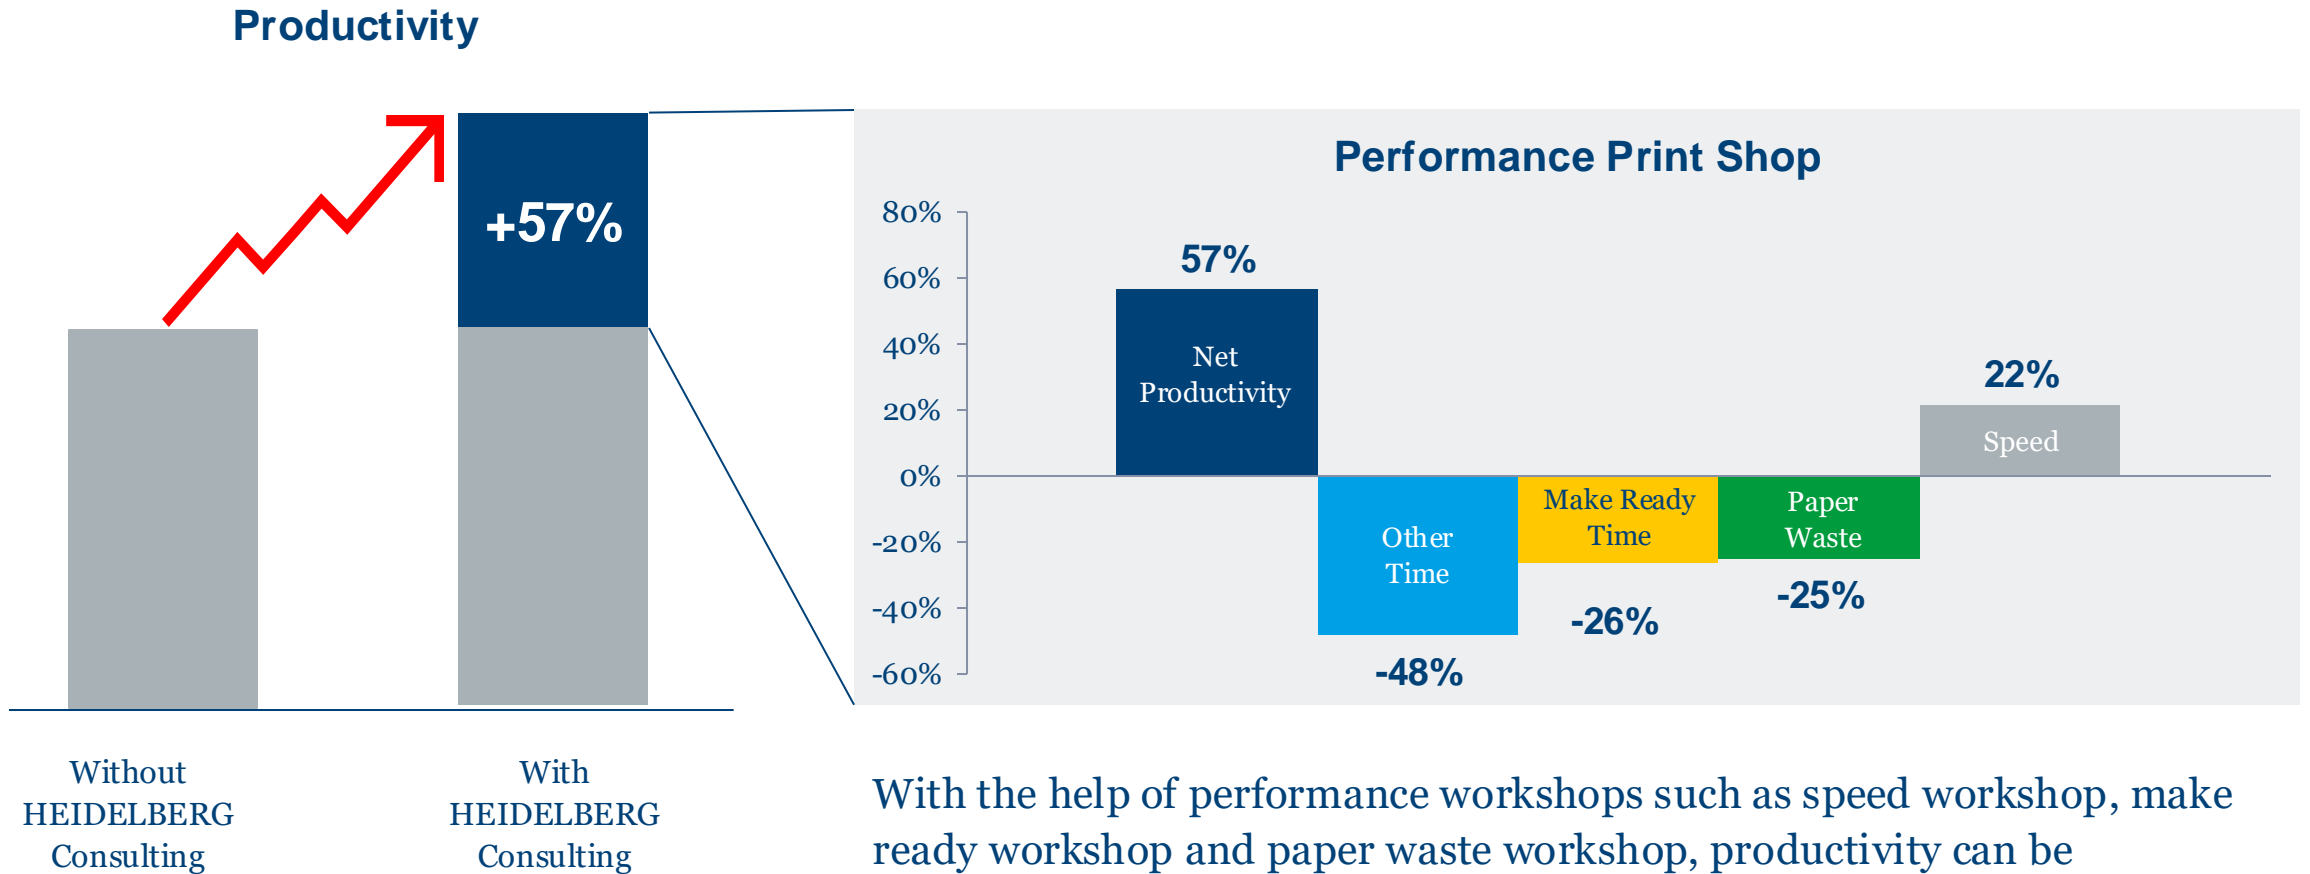 Productivity
+57%
Without
HEIDELBERG
Consulting
With
HEIDELBERG
Consulting
Performance Print Shop
80%
60%
40%
20%
0%
-20%
-40%
-60%
57%
Net
Productivity
Other
Time
-48%
Make Ready
Time
-26%
Paper
Waste
-25%
22%
Speed
With the help of performance workshops such as speed workshop, make
ready workshop and paper waste workshop, productivity can be